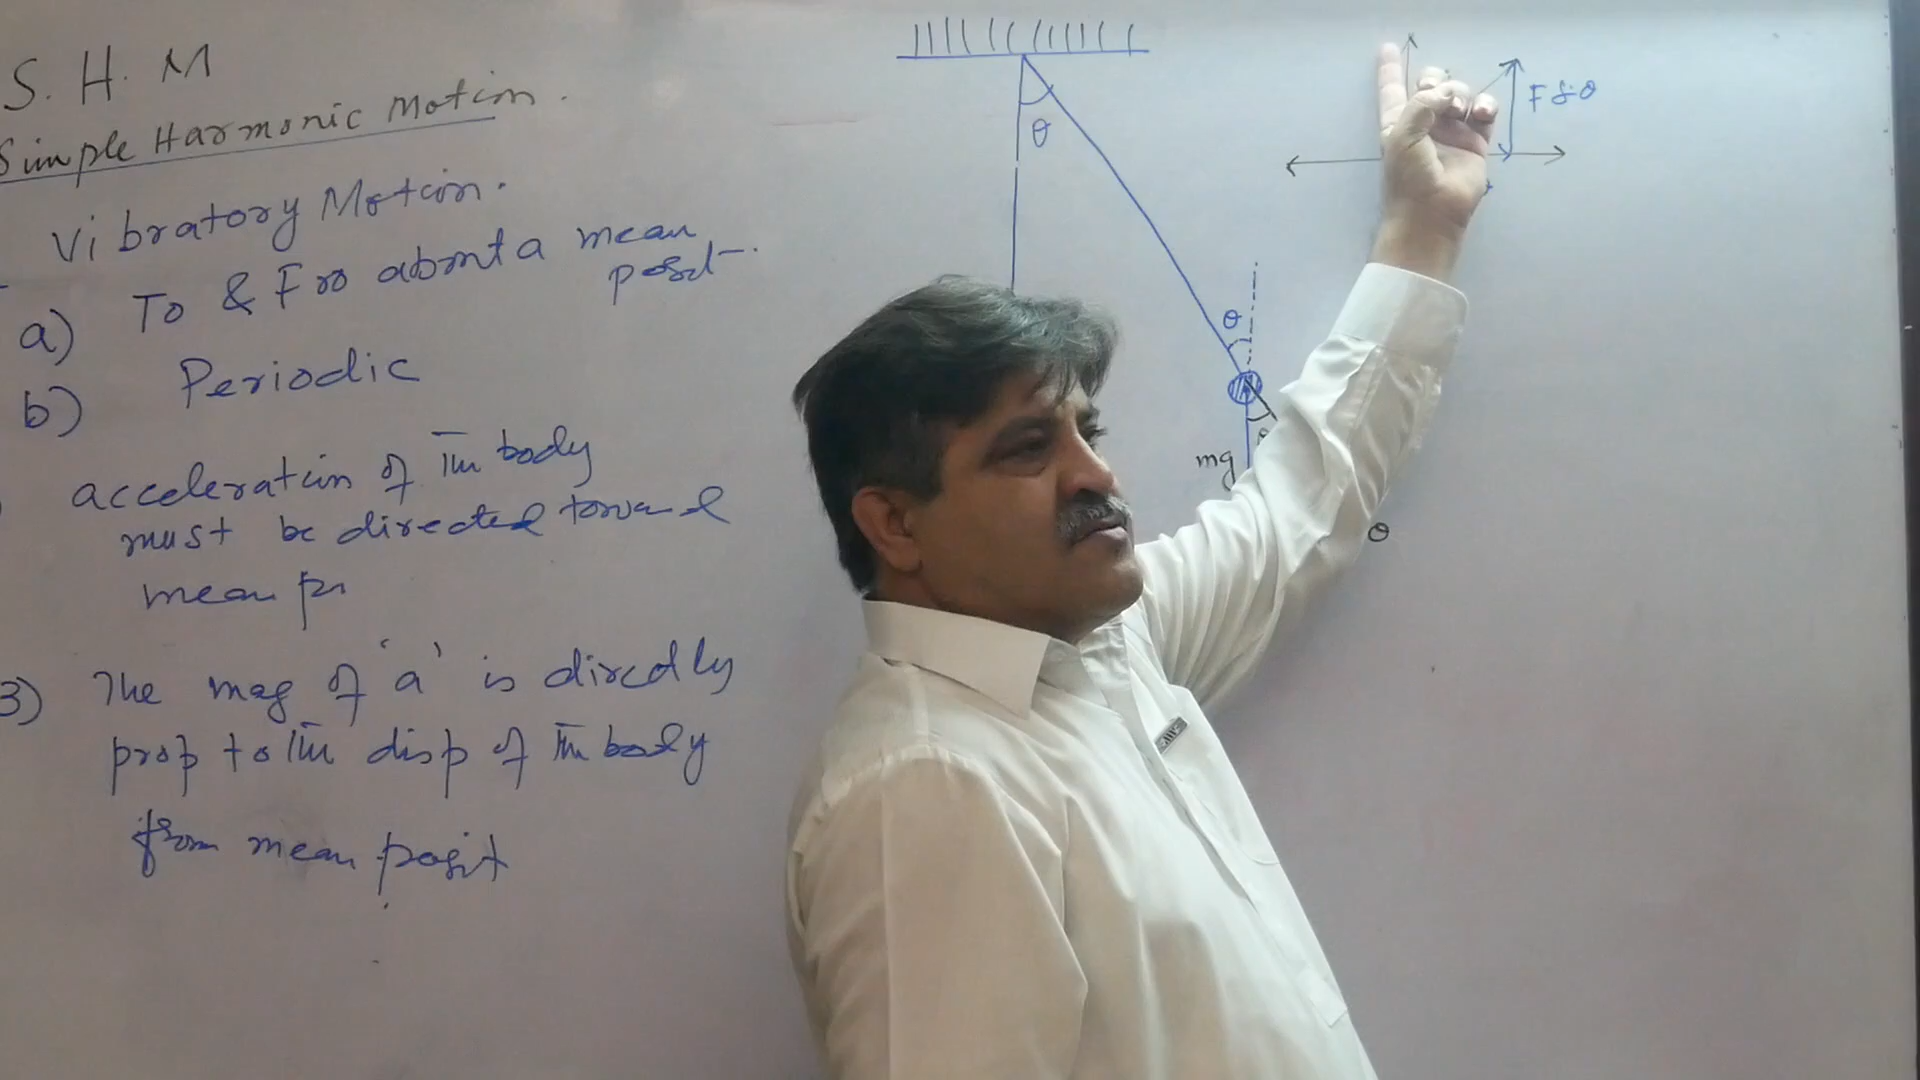 S. H. M
Simple Harmonic Motion.
Vibratory Motion.
a) To & Fro about a mean
posit.
b) Periodic
acceleration of the body
must be directed toward
mean
3) The mag of 'a' is directly
prop to the disp of the body
from mean posit
θ
θ
mg
θ
F Sinθ